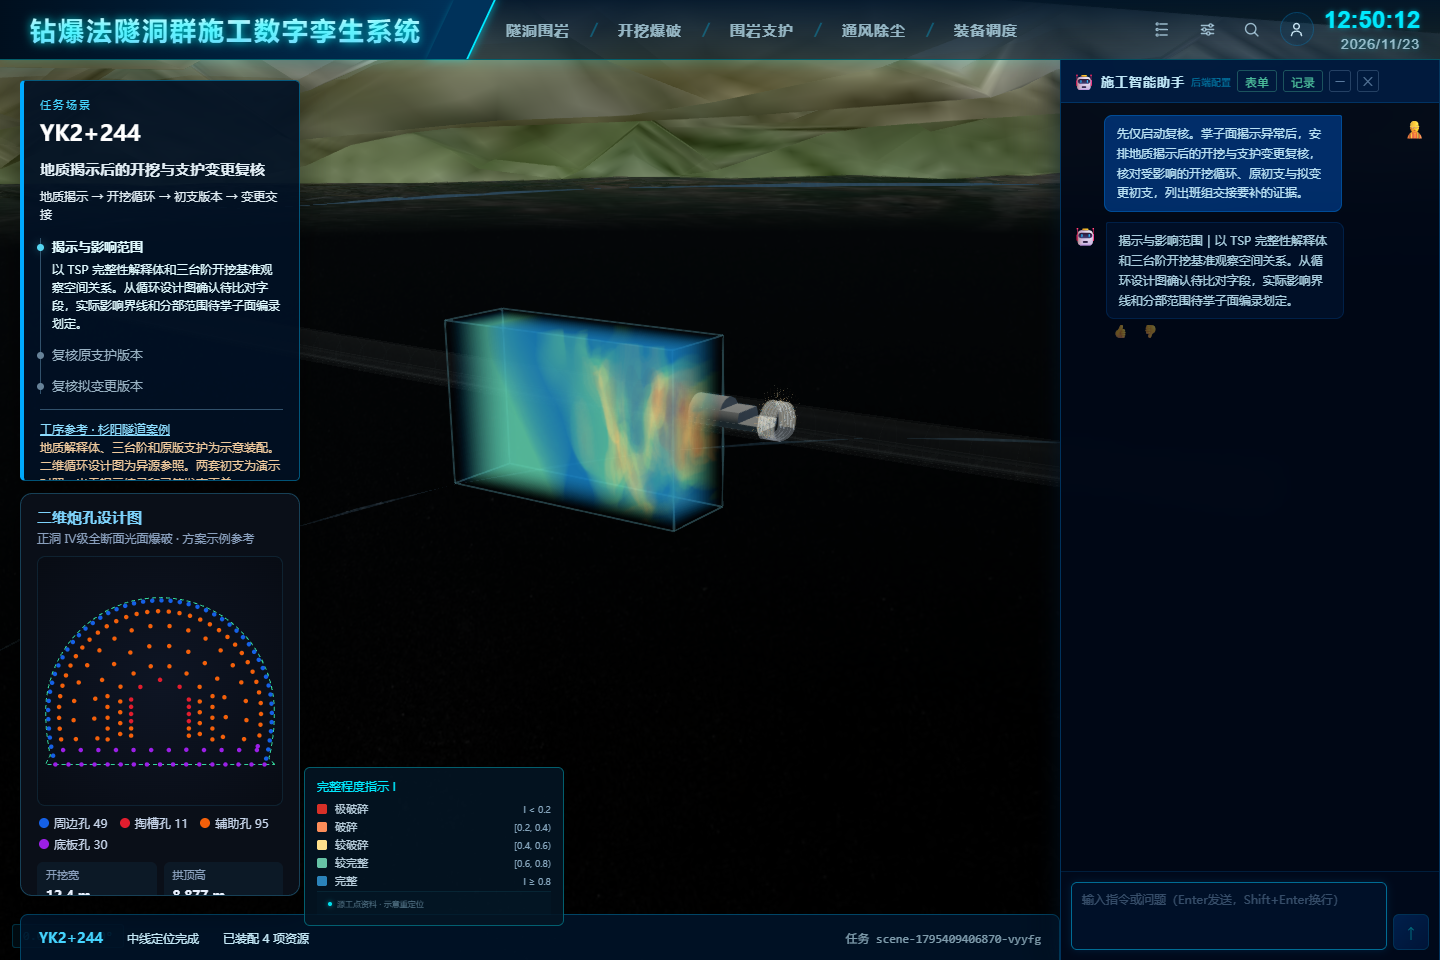 钻爆法隧洞群施工数字孪生系统
隧洞围岩 / 开挖爆破 / 围岩支护 / 通风除尘 / 装备调度
12:50:12
2026/11/23
任务场景
YK2+244
地质揭示后的开挖与支护变更复核
地质揭示 → 开挖循环 → 初支版本 → 变更交
接
揭示与影响范围
以 TSP 完整性解释体和三台阶开挖基准观
察空间关系。从循环设计图确认待比对字
段，实际影响界线和分部范围待掌子面编录
划定。
复核原支护版本
复核拟变更版本
工序参考 · 杉阳隧道案例
地质解释体、三台阶和原版支护为示意装配。
二维循环设计图为异源参照。两套初支为演示
二维炮孔设计图
正洞 IV级全断面光面爆破 · 方案示例参考
周边孔 49 掏槽孔 11 辅助孔 95
底板孔 30
开挖宽 拱顶高
12.4 m 8.877 m
完整程度指示 I
极破碎 I < 0.2
破碎 [0.2, 0.4)
较破碎 [0.4, 0.6)
较完整 [0.6, 0.8)
完整 I ≥ 0.8
源工点资料 · 示意重定位
YK2+244 中线定位完成 已装配 4 项资源
任务 scene-1795409406870-vyyfg
施工智能助手 后端配置 表单 记录
先仅启动复核。掌子面揭示异常后，安
排地质揭示后的开挖与支护变更复核，
核对受影响的开挖循环、原初支与拟变
更初支，列出班组交接要补的证据。
揭示与影响范围 | 以 TSP 完整性解释体
和三台阶开挖基准观察空间关系。从循
环设计图确认待比对字段，实际影响界
线和分部范围待掌子面编录划定。
输入指令或问题（Enter发送，Shift+Enter换行）